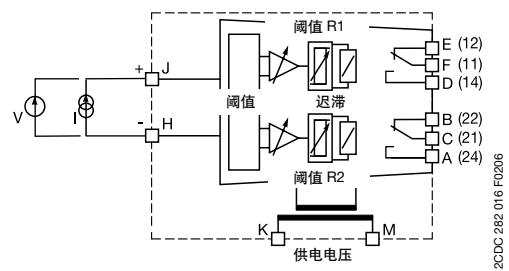 阈值 R1
E (12)
+ J
F (11)
D (14)
阈值
迟滞
V
I
- H
B (22)
C (21)
A (24)
阈值 R2
K
M
供电电压
2CDC 282 016 F0206